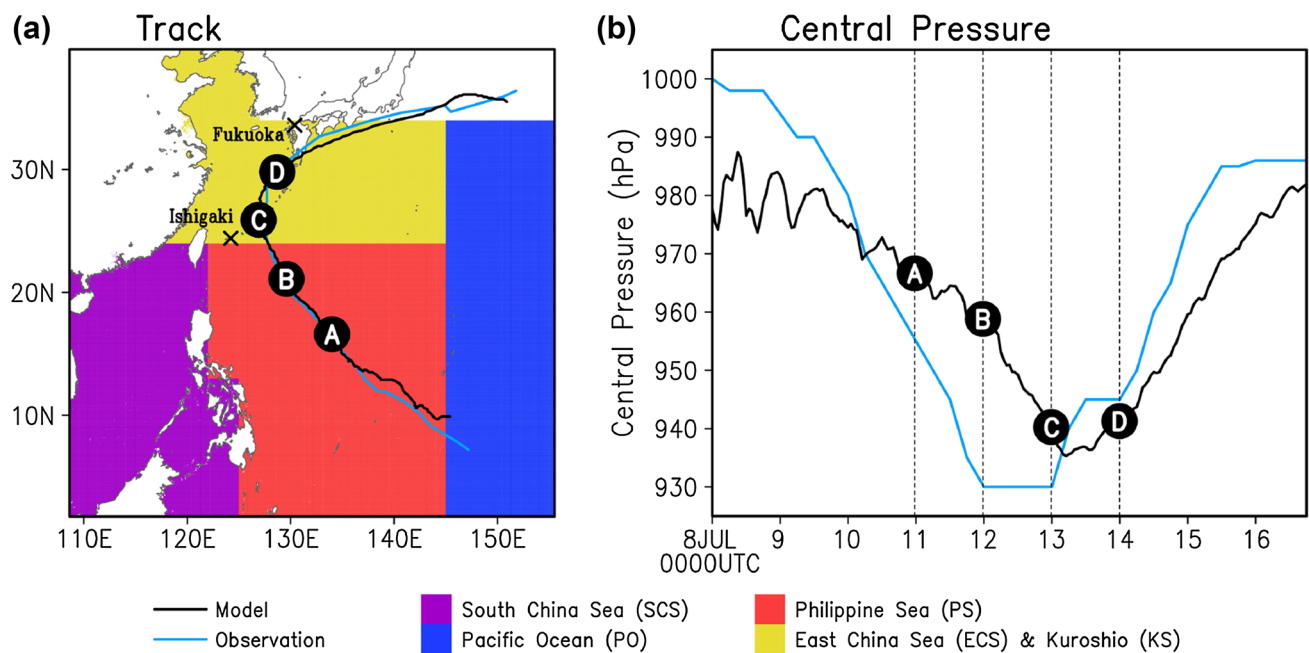 (a) Track
30N
20N
10N
110E 120E 130E 140E 150E
Fukuoka
Ishigaki
D
C
B
A
(b) Central Pressure
Central Pressure (hPa)
1000
990
980
970
960
950
940
930
A
B
C
D
8JUL 9 10 11 12 13 14 15 16
0000UTC
Model
Observation
South China Sea (SCS)
Pacific Ocean (PO)
Philippine Sea (PS)
East China Sea (ECS) & Kuroshio (KS)